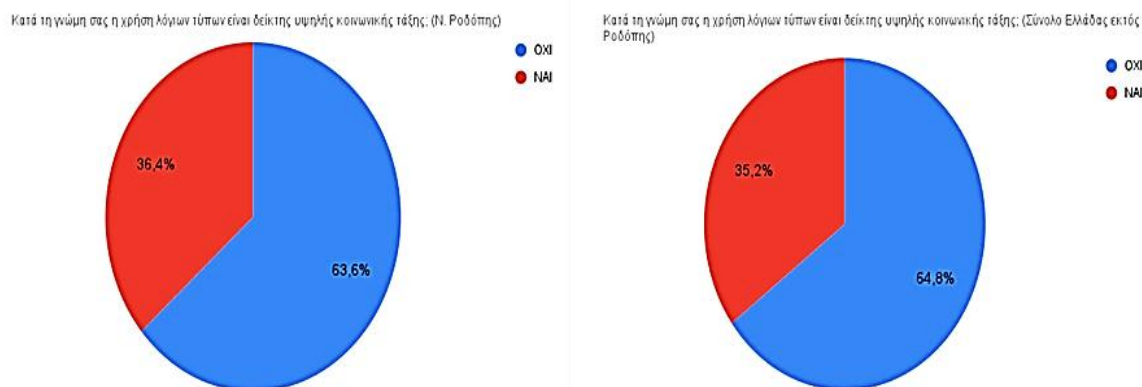 Κατά τη γνώμη σας η χρήση λόγιων τύπων είναι δείκτης υψηλής κοινωνικής τάξης; (Ν. Ροδόπης)
ΟΧΙ
ΝΑΙ
36,4%
63,6%
Κατά τη γνώμη σας η χρήση λόγιων τύπων είναι δείκτης υψηλής κοινωνικής τάξης; (Σύνολο Ελλάδας εκτός
Ροδόπης)
ΟΧΙ
ΝΑΙ
35,2%
64,8%